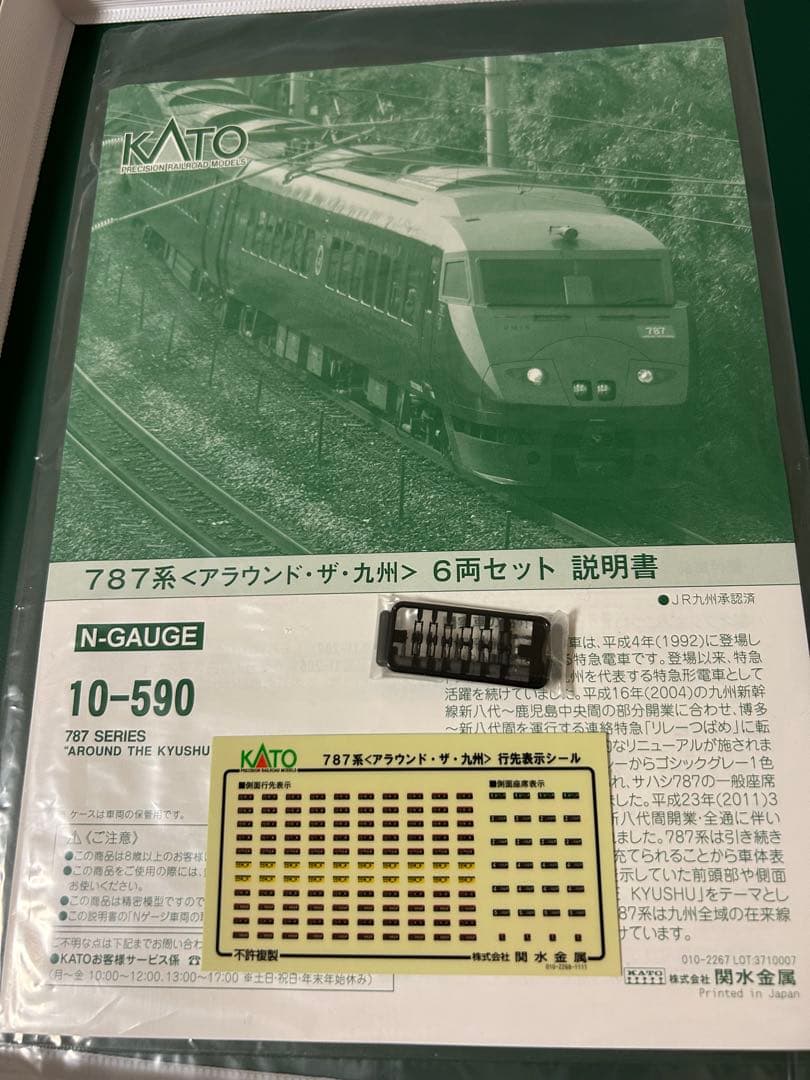 KATO
PRECISION RAILROAD MODELS
787
787系<アラウンド・ザ・九州> 6両セット 説明書
●JR九州承認済
N-GAUGE
10-590
787 SERIES
"AROUND THE KYUSHU
※ケースは車両の保管用です。
⚠〈ご注意〉
●この商品は8歳以上のお客様に
●この商品をご使用の際には、
お使いください。
●この商品は精密模型ですので
●この説明書の「Nゲージ車両の
ご不明な点は下記までお問い合わ
●KATOお客様サービス係 ☎
(月〜金 10:00〜12:00、13:00〜17:00 ※土日・祝日・年末年始休み)
車は、平成4年(1992)に登場し
る特急電車です。登場以来、特急
州を代表する特急形電車として
活躍を続けていました。平成16年(2004)の九州新幹
線新八代〜鹿児島中央間の部分開業に合わせ、博多
〜新八代間を運行する連絡特急「リレーつばめ」に転
的なリニューアルが施されま
ーからゴシックグレー1色
れ、サハシ787の一般座席
ました。平成23年(2011)3
新八代間開業・全通に伴い
ました。787系は引き続き
充てられることから車体表
示していた前頭部や側面
KYUSHU」をテーマとし
87系は九州全域の在来線
けています。
KATO
PRECISION RAILROAD MODELS
787系<アラウンド・ザ・九州> 行先表示シール
■側面行先表示
■側面座席表示
不許複製
株式会社 関水金属
010-2268-1111
010-2267 LOT:3710007
KATO 株式会社 関水金属
Printed in Japan